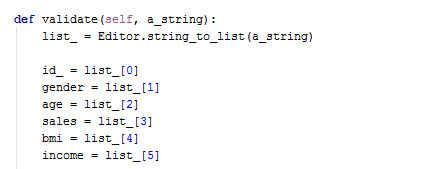 def validate(self, a_string):
    list_ = Editor.string_to_list(a_string)

    id_ = list_[0]
    gender = list_[1]
    age = list_[2]
    sales = list_[3]
    bmi = list_[4]
    income = list_[5]